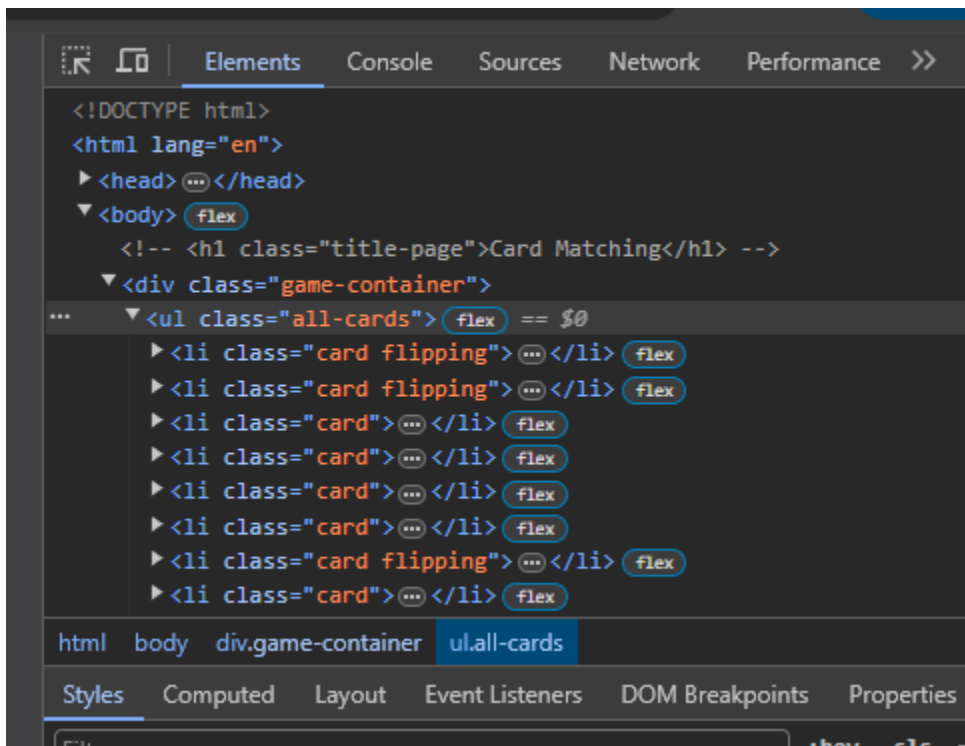 Elements Console Sources Network Performance >>
<!DOCTYPE html>
<html lang="en">
<head> ... </head>
<body> flex
<!-- <h1 class="title-page">Card Matching</h1> -->
<div class="game-container">
... <ul class="all-cards"> flex == $0
<li class="card flipping"> ... </li> flex
<li class="card flipping"> ... </li> flex
<li class="card"> ... </li> flex
<li class="card"> ... </li> flex
<li class="card"> ... </li> flex
<li class="card"> ... </li> flex
<li class="card flipping"> ... </li> flex
<li class="card"> ... </li> flex
html body div.game-container ul.all-cards
Styles Computed Layout Event Listeners DOM Breakpoints Properties